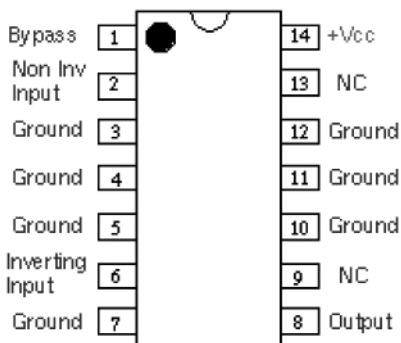 Bypass 1 14 +Vcc
Non Inv
Input 2 13 NC
Ground 3 12 Ground
Ground 4 11 Ground
Ground 5 10 Ground
Inverting
Input 6 9 NC
Ground 7 8 Output